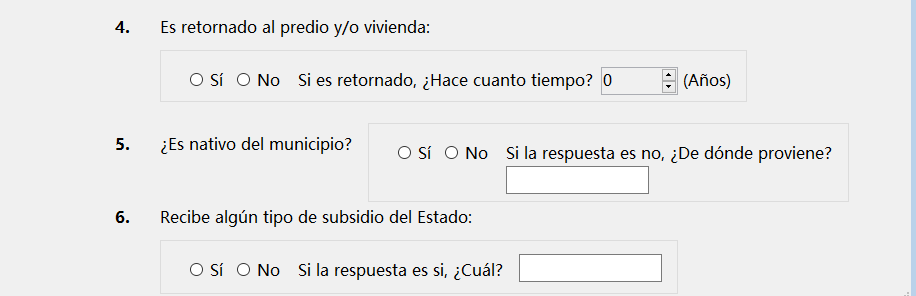 4. Es retornado al predio y/o vivienda:
Sí No Si es retornado, ¿Hace cuanto tiempo? 0 (Años)
5. ¿Es nativo del municipio? Sí No Si la respuesta es no, ¿De dónde proviene?
6. Recibe algún tipo de subsidio del Estado:
Sí No Si la respuesta es si, ¿Cuál?